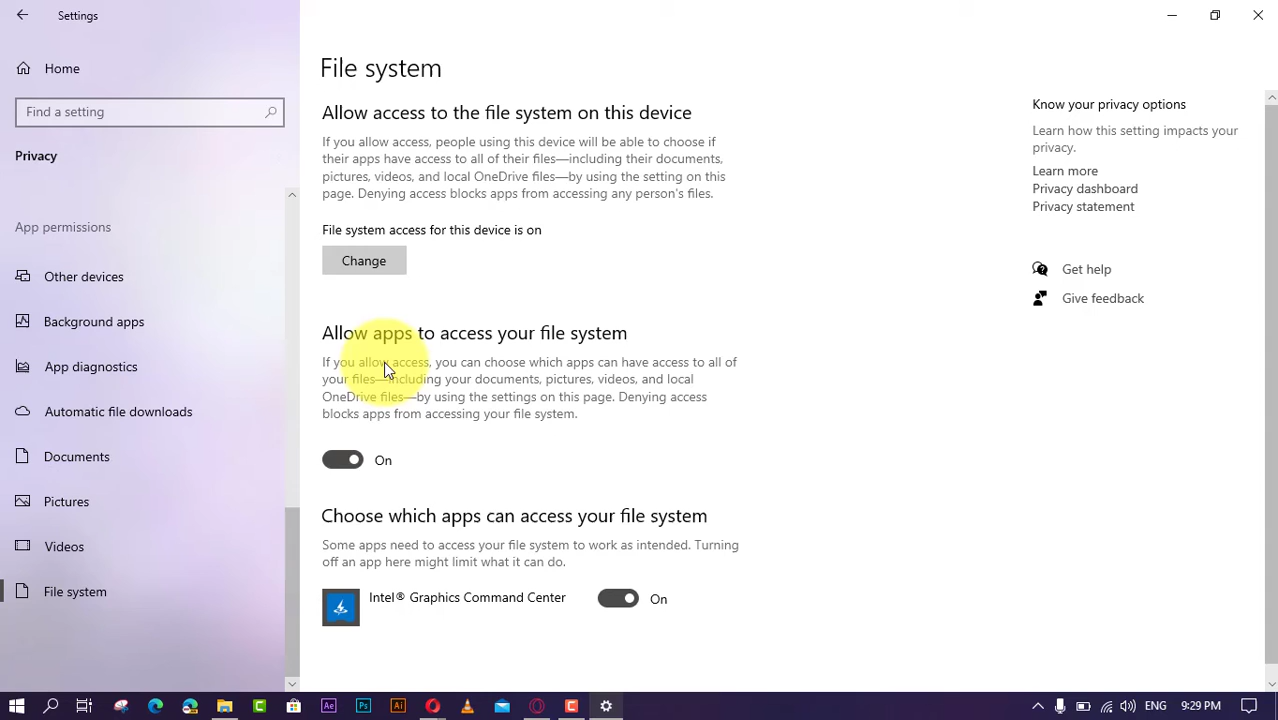 Settings
Home
Find a setting
Privacy
App permissions
Other devices
Background apps
App diagnostics
Automatic file downloads
Documents
Pictures
Videos
File system
File system
Allow access to the file system on this device
If you allow access, people using this device will be able to choose if
their apps have access to all of their files—including their documents,
pictures, videos, and local OneDrive files—by using the setting on this
page. Denying access blocks apps from accessing any person's files.
File system access for this device is on
Change
Allow apps to access your file system
If you allow access, you can choose which apps can have access to all of
your files—including your documents, pictures, videos, and local
OneDrive files—by using the settings on this page. Denying access
blocks apps from accessing your file system.
On
Choose which apps can access your file system
Some apps need to access your file system to work as intended. Turning
off an app here might limit what it can do.
Intel® Graphics Command Center
On
Know your privacy options
Learn how this setting impacts your
privacy.
Learn more
Privacy dashboard
Privacy statement
Get help
Give feedback
Ae
Ps
Ai
ENG
9:29 PM